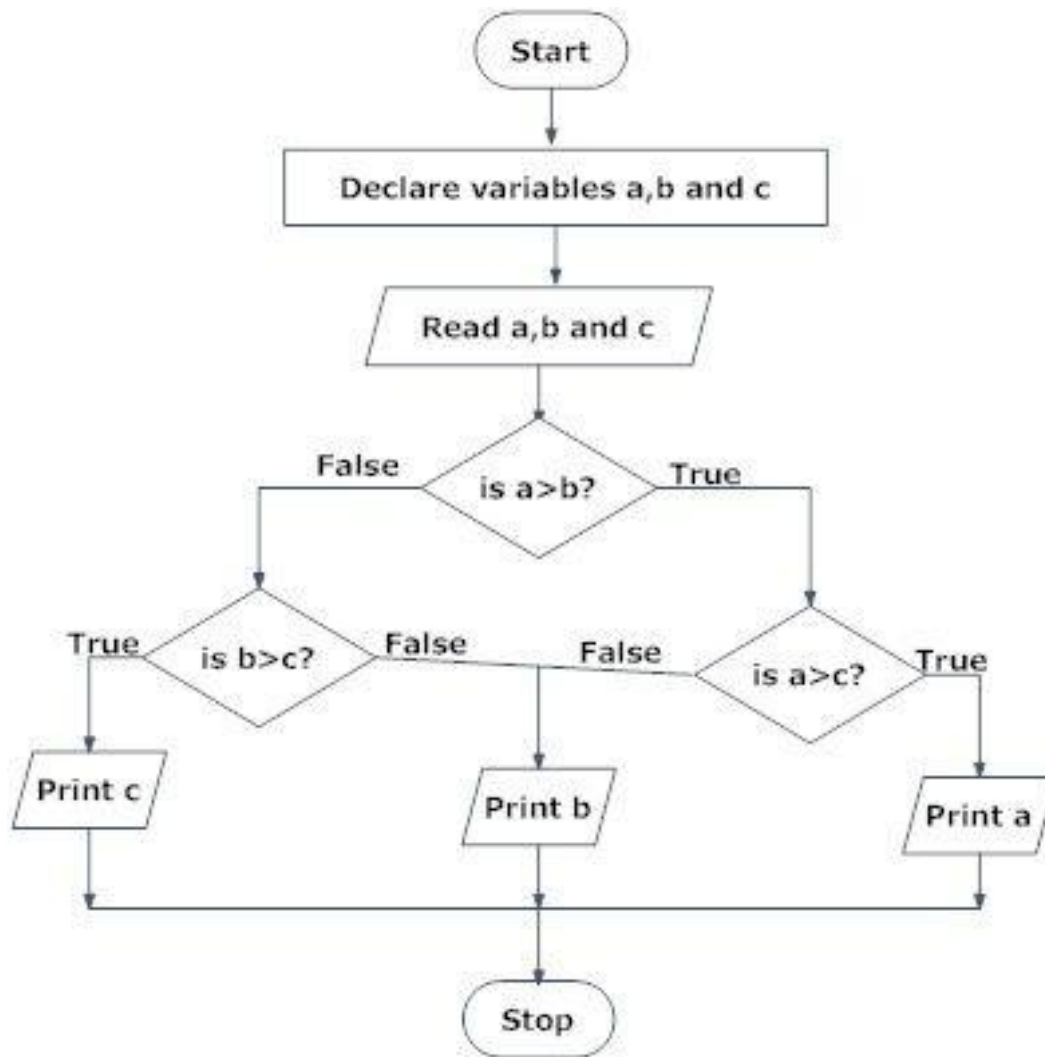 Start
Declare variables a,b and c
Read a,b and c
is a>b?
False
True
is b>c?
True
False
is a>c?
False
True
Print c
Print b
Print a
Stop